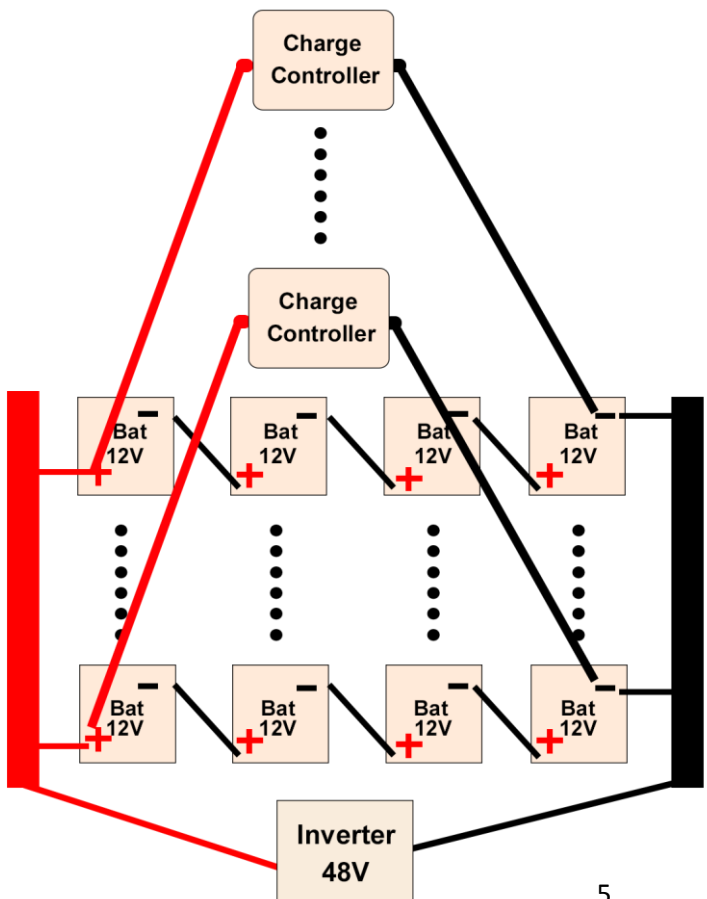 Charge
Controller
Charge
Controller
Bat
12V
-
+
Bat
12V
-
+
Bat
12V
-
+
Bat
12V
-
+
Bat
12V
-
+
Bat
12V
-
+
Bat
12V
-
+
Bat
12V
-
+
Inverter
48V
5